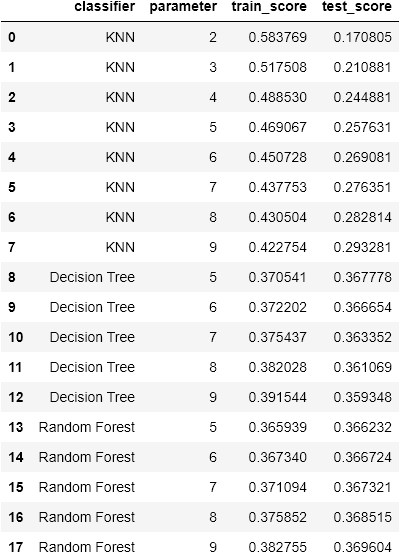 classifier parameter train_score test_score
0 KNN 2 0.583769 0.170805
1 KNN 3 0.517508 0.210881
2 KNN 4 0.488530 0.244881
3 KNN 5 0.469067 0.257631
4 KNN 6 0.450728 0.269081
5 KNN 7 0.437753 0.276351
6 KNN 8 0.430504 0.282814
7 KNN 9 0.422754 0.293281
8 Decision Tree 5 0.370541 0.367778
9 Decision Tree 6 0.372202 0.366654
10 Decision Tree 7 0.375437 0.363352
11 Decision Tree 8 0.382028 0.361069
12 Decision Tree 9 0.391544 0.359348
13 Random Forest 5 0.365939 0.366232
14 Random Forest 6 0.367340 0.366724
15 Random Forest 7 0.371094 0.367321
16 Random Forest 8 0.375852 0.368515
17 Random Forest 9 0.382755 0.369604